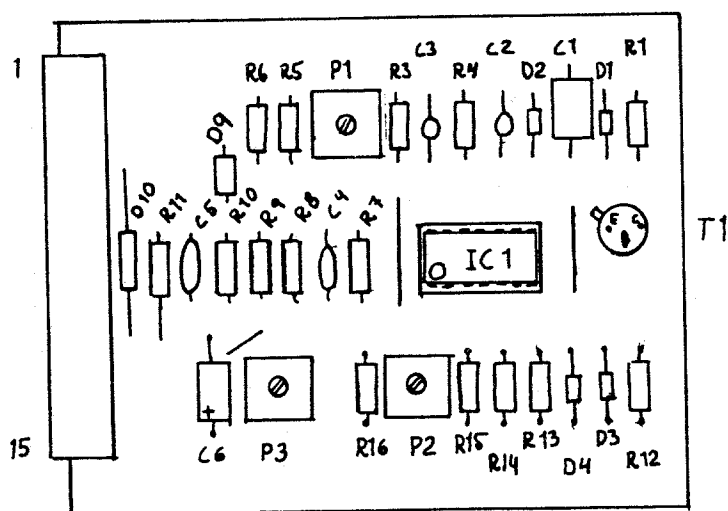 1
R6 R5 P1 R3 C3 R4 C2 D2 C1 D1 R1
D9
D10 R11 C5 R10 R9 R8 C4 R7
IC1
E C
T1
+
15
C6 P3 R16 P2 R15 R14 R13 D4 D3 R12